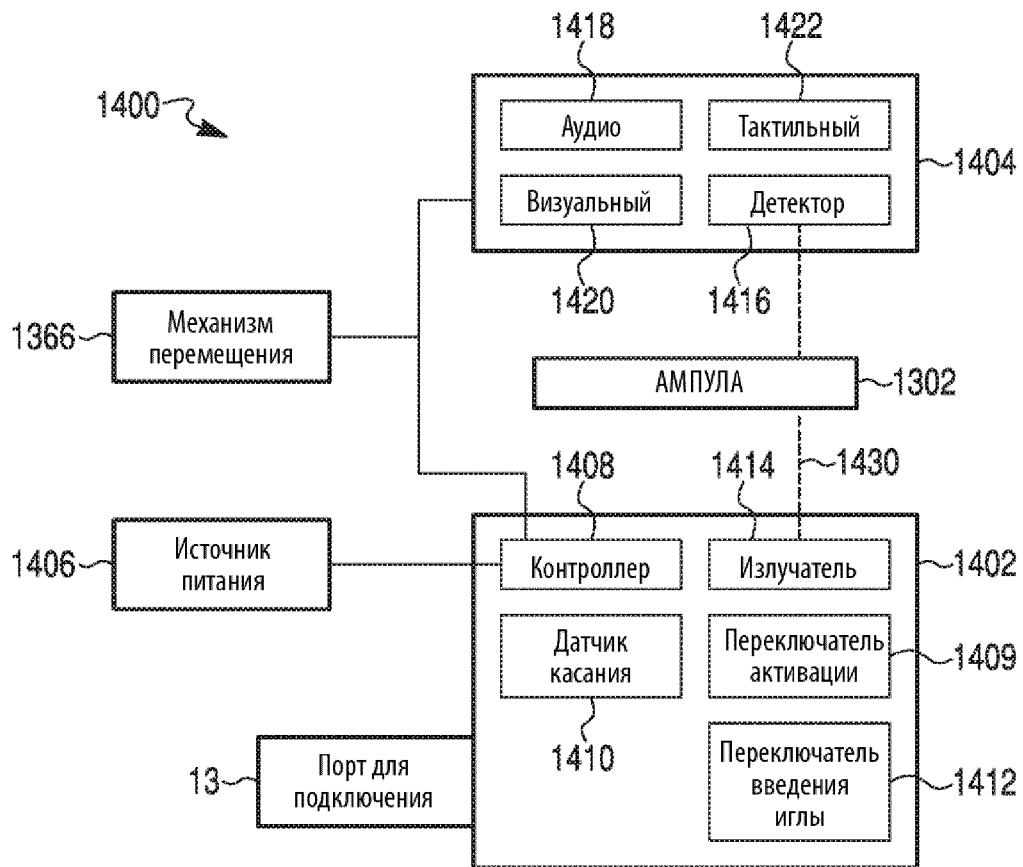 1418
1422
1400
Аудио
Тактильный
1404
Визуальный
Детектор
1420
1416
1366
Механизм
перемещения
АМПУЛА
1302
1408
1414
1430
1406
Источник
питания
Контроллер
Излучатель
1402
Датчик
касания
Переключатель
активации
1409
1410
13
Порт для
подключения
Переключатель
введения
иглы
1412